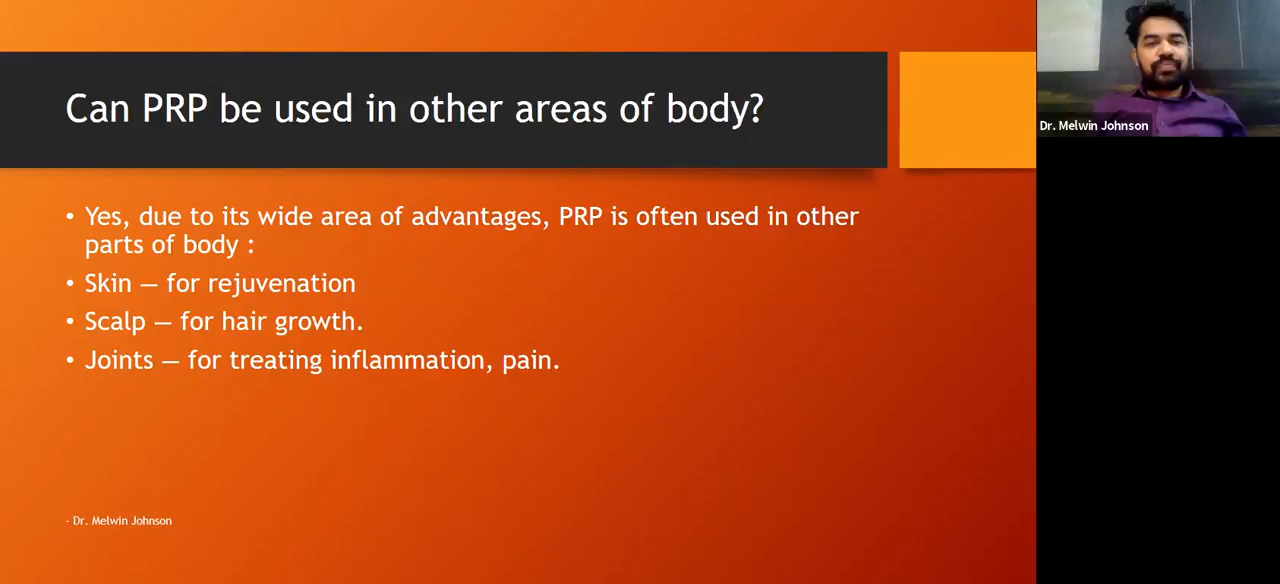 Can PRP be used in other areas of body?
Dr. Melwin Johnson
• Yes, due to its wide area of advantages, PRP is often used in other
parts of body :
• Skin — for rejuvenation
• Scalp — for hair growth.
• Joints — for treating inflammation, pain.
- Dr. Melwin Johnson